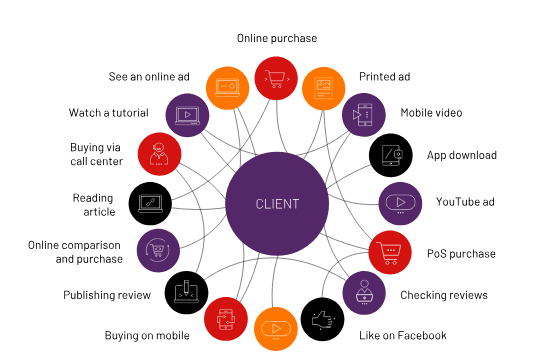 Online purchase
See an online ad
Printed ad
Watch a tutorial
Mobile video
Buying via
call center
App download
Reading
article
CLIENT
YouTube ad
Online comparison
and purchase
PoS purchase
Publishing review
Checking reviews
Buying on mobile
Like on Facebook